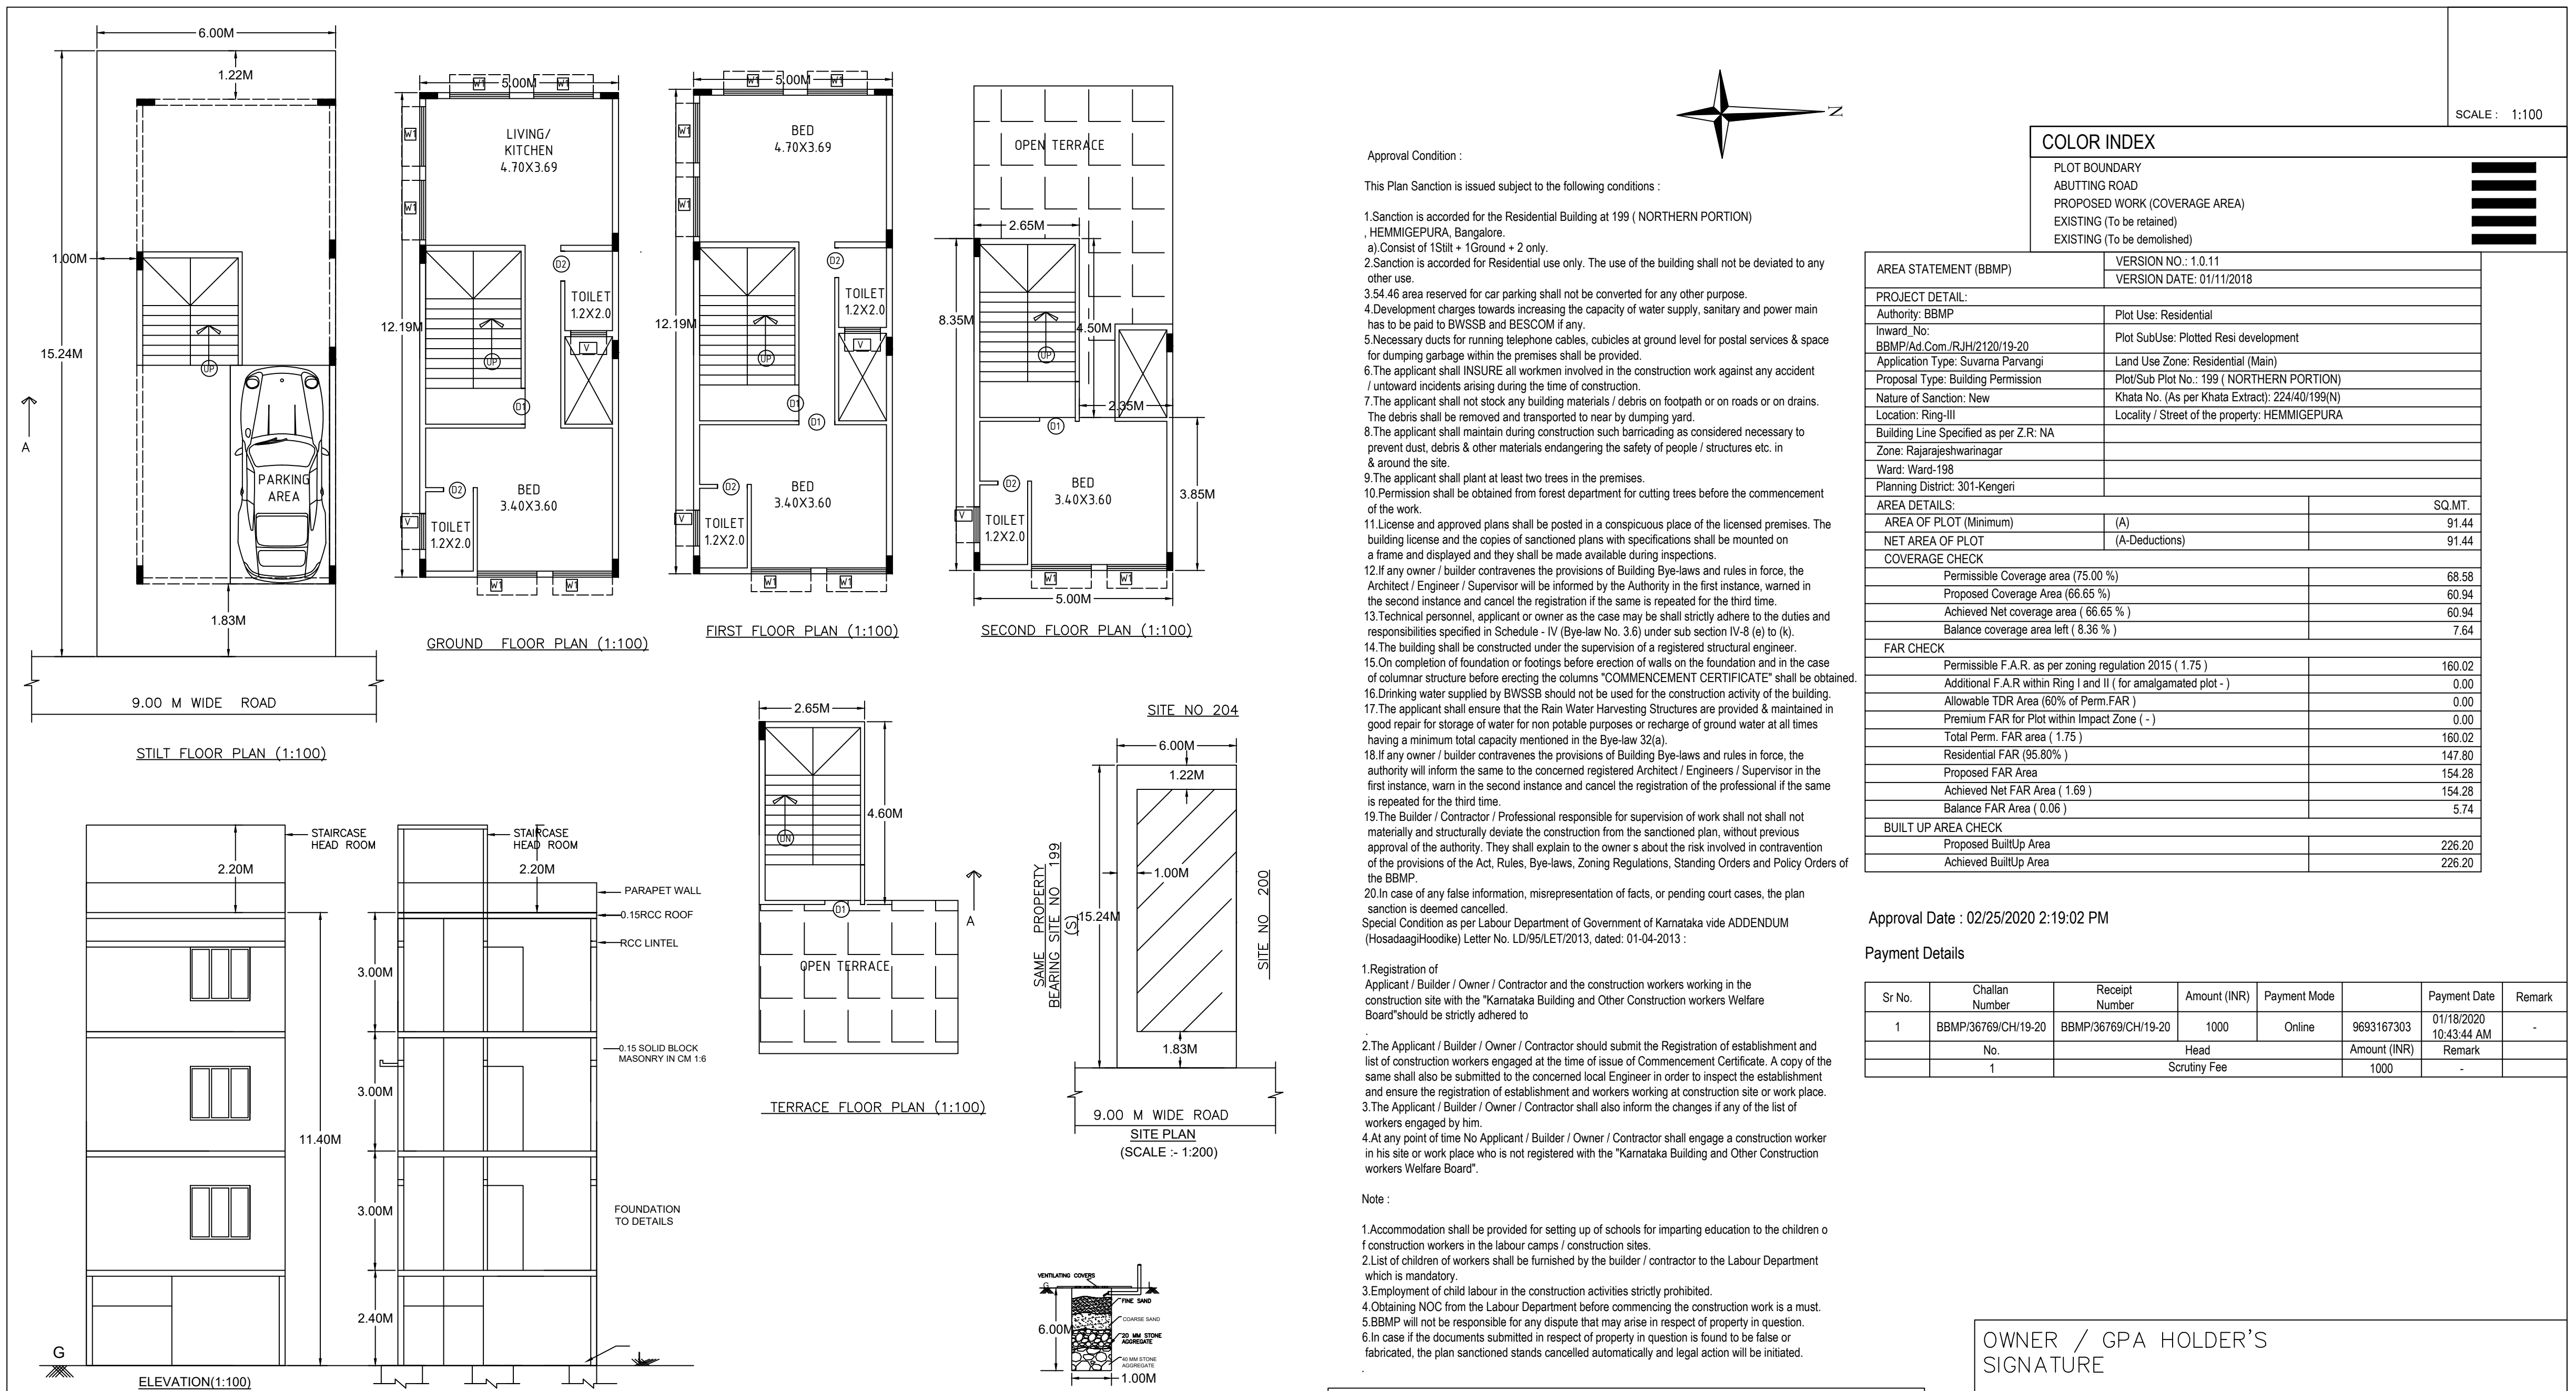 6.00M
1.22M
1.00M
15.24M
UP
A
PARKING
AREA
1.83M
9.00 M WIDE ROAD
STILT FLOOR PLAN (1:100)
W1
5.00M
W1
W1
W1
LIVING/
KITCHEN
4.70X3.69
D2
TOILET
1.2X2.0
V
12.19M
UP
D1
D2
BED
3.40X3.60
V
TOILET
1.2X2.0
W1
W1
GROUND FLOOR PLAN (1:100)
W1
5.00M
W1
W1
W1
BED
4.70X3.69
D2
TOILET
1.2X2.0
V
12.19M
UP
D1
D1
D2
BED
3.40X3.60
V
TOILET
1.2X2.0
W1
W1
FIRST FLOOR PLAN (1:100)
OPEN TERRACE
2.65M
8.35M
4.50M
UP
2.35M
D1
D2
BED
3.40X3.60
3.85M
V
TOILET
1.2X2.0
W1
W1
5.00M
SECOND FLOOR PLAN (1:100)
STAIRCASE
HEAD ROOM
2.20M
11.40M
G
ELEVATION(1:100)
STAIRCASE
HEAD ROOM
2.20M
PARAPET WALL
0.15RCC ROOF
RCC LINTEL
3.00M
0.15 SOLID BLOCK
MASONRY IN CM 1:6
3.00M
3.00M
FOUNDATION
TO DETAILS
2.40M
L
2.65M
4.60M
DN
D1
A
OPEN TERRACE
TERRACE FLOOR PLAN (1:100)
SITE NO 204
6.00M
1.22M
1.00M
15.24M
SAME PROPERTY
BEARING SITE NO 199
(S)
SITE NO 200
1.83M
9.00 M WIDE ROAD
SITE PLAN
(SCALE :- 1:200)
VENTILATING COVERS
G
L
FINE SAND
COARSE SAND
6.00M
20 MM STONE
AGGREGATE
40 MM STONE
AGGREGATE
1.00M
N
Approval Condition :
This Plan Sanction is issued subject to the following conditions :
1.Sanction is accorded for the Residential Building at 199 ( NORTHERN PORTION)
, HEMMIGEPURA, Bangalore.
a).Consist of 1Stilt + 1Ground + 2 only.
2.Sanction is accorded for Residential use only. The use of the building shall not be deviated to any
other use.
3.54.46 area reserved for car parking shall not be converted for any other purpose.
4.Development charges towards increasing the capacity of water supply, sanitary and power main
has to be paid to BWSSB and BESCOM if any.
5.Necessary ducts for running telephone cables, cubicles at ground level for postal services & space
for dumping garbage within the premises shall be provided.
6.The applicant shall INSURE all workmen involved in the construction work against any accident
/ untoward incidents arising during the time of construction.
7.The applicant shall not stock any building materials / debris on footpath or on roads or on drains.
The debris shall be removed and transported to near by dumping yard.
8.The applicant shall maintain during construction such barricading as considered necessary to
prevent dust, debris & other materials endangering the safety of people / structures etc. in
& around the site.
9.The applicant shall plant at least two trees in the premises.
10.Permission shall be obtained from forest department for cutting trees before the commencement
of the work.
11.License and approved plans shall be posted in a conspicuous place of the licensed premises. The
building license and the copies of sanctioned plans with specifications shall be mounted on
a frame and displayed and they shall be made available during inspections.
12.If any owner / builder contravenes the provisions of Building Bye-laws and rules in force, the
Architect / Engineer / Supervisor will be informed by the Authority in the first instance, warned in
the second instance and cancel the registration if the same is repeated for the third time.
13.Technical personnel, applicant or owner as the case may be shall strictly adhere to the duties and
responsibilities specified in Schedule - IV (Bye-law No. 3.6) under sub section IV-8 (e) to (k).
14.The building shall be constructed under the supervision of a registered structural engineer.
15.On completion of foundation or footings before erection of walls on the foundation and in the case
of columnar structure before erecting the columns "COMMENCEMENT CERTIFICATE" shall be obtained.
16.Drinking water supplied by BWSSB should not be used for the construction activity of the building.
17.The applicant shall ensure that the Rain Water Harvesting Structures are provided & maintained in
good repair for storage of water for non potable purposes or recharge of ground water at all times
having a minimum total capacity mentioned in the Bye-law 32(a).
18.If any owner / builder contravenes the provisions of Building Bye-laws and rules in force, the
authority will inform the same to the concerned registered Architect / Engineers / Supervisor in the
first instance, warn in the second instance and cancel the registration of the professional if the same
is repeated for the third time.
19.The Builder / Contractor / Professional responsible for supervision of work shall not shall not
materially and structurally deviate the construction from the sanctioned plan, without previous
approval of the authority. They shall explain to the owner s about the risk involved in contravention
of the provisions of the Act, Rules, Bye-laws, Zoning Regulations, Standing Orders and Policy Orders of
the BBMP.
20.In case of any false information, misrepresentation of facts, or pending court cases, the plan
sanction is deemed cancelled.
Special Condition as per Labour Department of Government of Karnataka vide ADDENDUM
(HosadaagiHoodike) Letter No. LD/95/LET/2013, dated: 01-04-2013 :
1.Registration of
Applicant / Builder / Owner / Contractor and the construction workers working in the
construction site with the "Karnataka Building and Other Construction workers Welfare
Board"should be strictly adhered to
.
2.The Applicant / Builder / Owner / Contractor should submit the Registration of establishment and
list of construction workers engaged at the time of issue of Commencement Certificate. A copy of the
same shall also be submitted to the concerned local Engineer in order to inspect the establishment
and ensure the registration of establishment and workers working at construction site or work place.
3.The Applicant / Builder / Owner / Contractor shall also inform the changes if any of the list of
workers engaged by him.
4.At any point of time No Applicant / Builder / Owner / Contractor shall engage a construction worker
in his site or work place who is not registered with the "Karnataka Building and Other Construction
workers Welfare Board".
Note :
1.Accommodation shall be provided for setting up of schools for imparting education to the children o
f construction workers in the labour camps / construction sites.
2.List of children of workers shall be furnished by the builder / contractor to the Labour Department
which is mandatory.
3.Employment of child labour in the construction activities strictly prohibited.
4.Obtaining NOC from the Labour Department before commencing the construction work is a must.
5.BBMP will not be responsible for any dispute that may arise in respect of property in question.
6.In case if the documents submitted in respect of property in question is found to be false or
fabricated, the plan sanctioned stands cancelled automatically and legal action will be initiated.
.
SCALE : 1:100
COLOR INDEX
PLOT BOUNDARY
ABUTTING ROAD
PROPOSED WORK (COVERAGE AREA)
EXISTING (To be retained)
EXISTING (To be demolished)
AREA STATEMENT (BBMP)
VERSION NO.: 1.0.11
VERSION DATE: 01/11/2018
PROJECT DETAIL:
Authority: BBMP Plot Use: Residential
Inward_No:
BBMP/Ad.Com./RJH/2120/19-20 Plot SubUse: Plotted Resi development
Application Type: Suvarna Parvangi Land Use Zone: Residential (Main)
Proposal Type: Building Permission Plot/Sub Plot No.: 199 ( NORTHERN PORTION)
Nature of Sanction: New Khata No. (As per Khata Extract): 224/40/199(N)
Location: Ring-III Locality / Street of the property: HEMMIGEPURA
Building Line Specified as per Z.R: NA
Zone: Rajarajeshwarinagar
Ward: Ward-198
Planning District: 301-Kengeri
AREA DETAILS: SQ.MT.
AREA OF PLOT (Minimum) (A) 91.44
NET AREA OF PLOT (A-Deductions) 91.44
COVERAGE CHECK
Permissible Coverage area (75.00 %) 68.58
Proposed Coverage Area (66.65 %) 60.94
Achieved Net coverage area ( 66.65 % ) 60.94
Balance coverage area left ( 8.36 % ) 7.64
FAR CHECK
Permissible F.A.R. as per zoning regulation 2015 ( 1.75 ) 160.02
Additional F.A.R within Ring I and II ( for amalgamated plot - ) 0.00
Allowable TDR Area (60% of Perm.FAR ) 0.00
Premium FAR for Plot within Impact Zone ( - ) 0.00
Total Perm. FAR area ( 1.75 ) 160.02
Residential FAR (95.80% ) 147.80
Proposed FAR Area 154.28
Achieved Net FAR Area ( 1.69 ) 154.28
Balance FAR Area ( 0.06 ) 5.74
BUILT UP AREA CHECK
Proposed BuiltUp Area 226.20
Achieved BuiltUp Area 226.20
Approval Date : 02/25/2020 2:19:02 PM
Payment Details
Sr No. Challan Number Receipt Number Amount (INR) Payment Mode Payment Date Remark
1 BBMP/36769/CH/19-20 BBMP/36769/CH/19-20 1000 Online 9693167303 01/18/2020 10:43:44 AM -
No. Head Amount (INR) Remark
1 Scrutiny Fee 1000 -
OWNER / GPA HOLDER'S
SIGNATURE